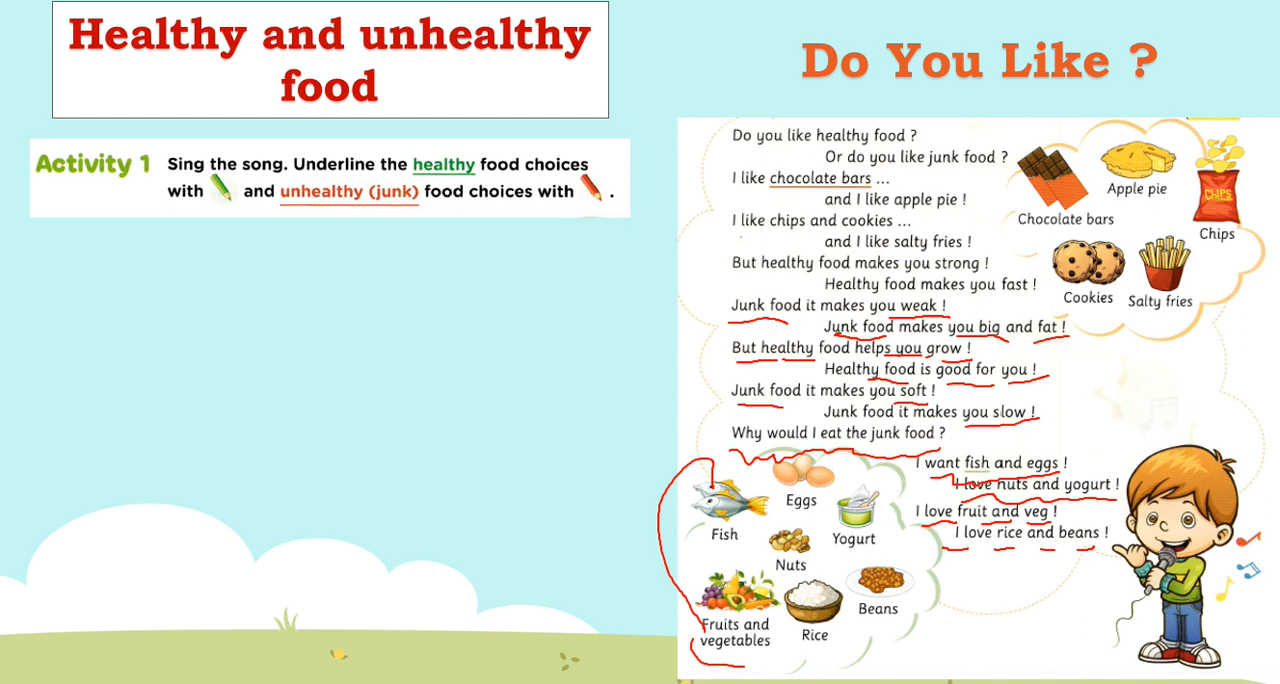 Healthy and unhealthy
food
Activity 1
Sing the song. Underline the healthy food choices
with and unhealthy (junk) food choices with .
Do You Like ?
Do you like healthy food ?
Or do you like junk food ?
I like chocolate bars ...
and I like apple pie !
I like chips and cookies ...
and I like salty fries !
But healthy food makes you strong !
Healthy food makes you fast !
Junk food it makes you weak !
Junk food makes you big and fat !
But healthy food helps you grow !
Healthy food is good for you !
Junk food it makes you soft !
Junk food it makes you slow !
Why would I eat the junk food ?
I want fish and eggs !
I love nuts and yogurt !
I love fruit and veg !
I love rice and beans !
Chocolate bars
Apple pie
CHIPS
Chips
Cookies
Salty fries
Eggs
Fish
Yogurt
Nuts
Fruits and
vegetables
Rice
Beans